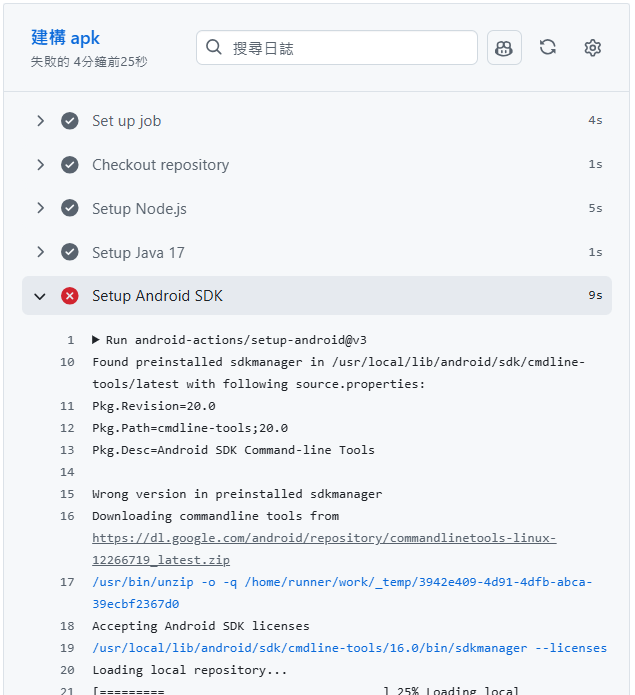 建構 apk
失敗的 4分鐘前25秒
搜尋日誌
Set up job 4s
Checkout repository 1s
Setup Node.js 5s
Setup Java 17 1s
Setup Android SDK 9s
1 Run android-actions/setup-android@v3
10 Found preinstalled sdkmanager in /usr/local/lib/android/sdk/cmdline-
tools/latest with following source.properties:
11 Pkg.Revision=20.0
12 Pkg.Path=cmdline-tools;20.0
13 Pkg.Desc=Android SDK Command-line Tools
14
15 Wrong version in preinstalled sdkmanager
16 Downloading commandline tools from
https://dl.google.com/android/repository/commandlinetools-linux-
12266719_latest.zip
17 /usr/bin/unzip -o -q /home/runner/work/_temp/3942e409-4d91-4dfb-abca-
39ecbf2367d0
18 Accepting Android SDK licenses
19 /usr/local/lib/android/sdk/cmdline-tools/16.0/bin/sdkmanager --licenses
20 Loading local repository...
21 [========= ] 25% Loading local